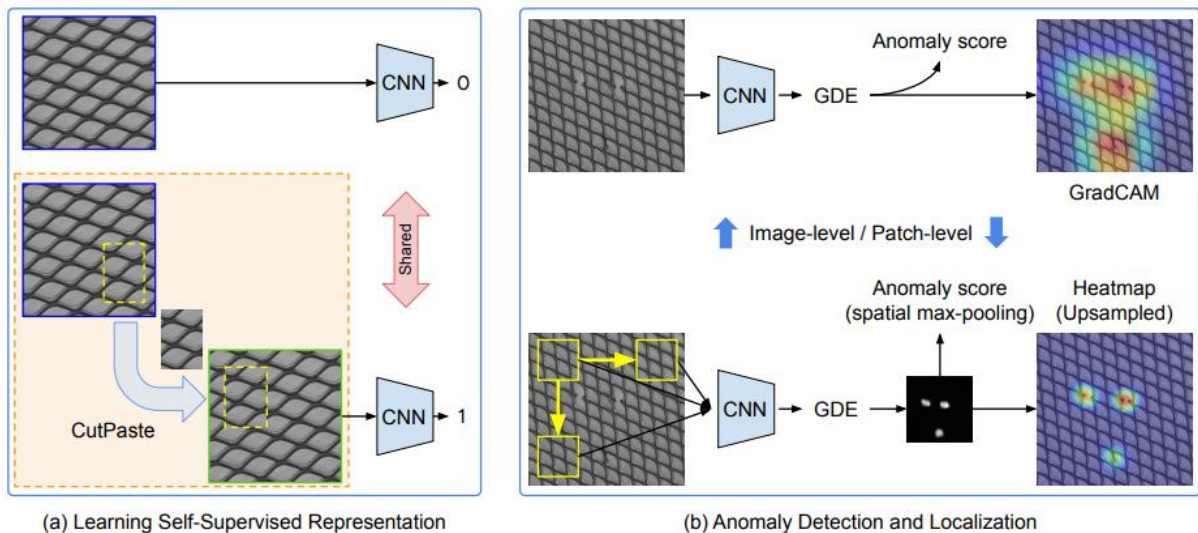 CNN
0
Shared
CutPaste
CNN
1
(a) Learning Self-Supervised Representation
Anomaly score
CNN
GDE
GradCAM
Image-level / Patch-level
Anomaly score
(spatial max-pooling)
Heatmap
(Upsampled)
CNN
GDE
(b) Anomaly Detection and Localization